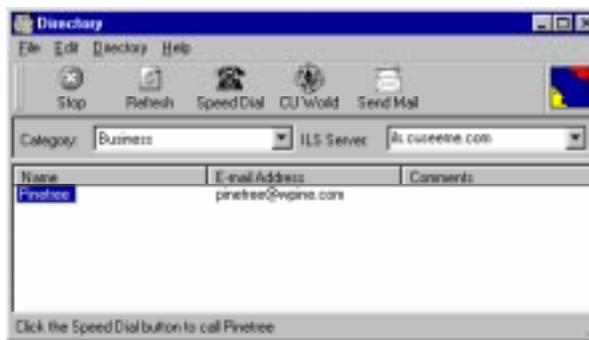 Directory
File Edit Directory Help
Stop Refresh Speed Dial CU World Send Mail
Category: Business ILS Server: ils.cuseeme.com
Name E-mail Address Comments
Pinetree pinetree@wpine.com
Click the Speed Dial button to call Pinetree